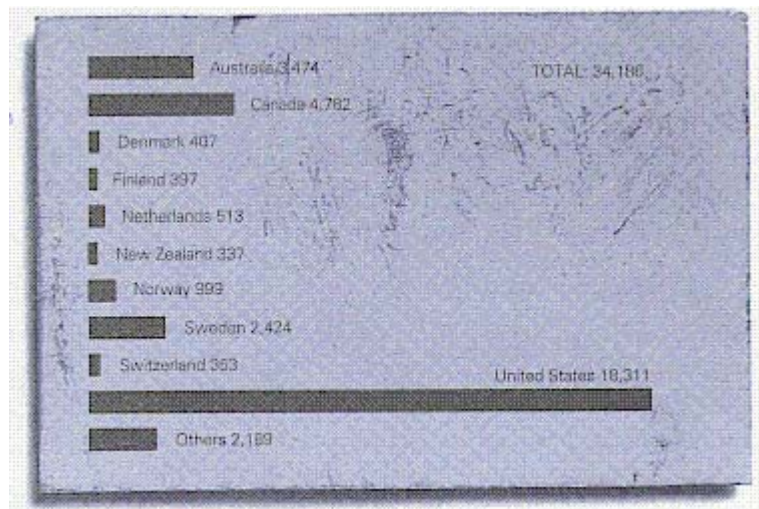 Australia 3,474
TOTAL: 34,186
Canada 4,782
Denmark 407
Finland 397
Netherlands 513
New Zealand 337
Norway 999
Sweden 2,424
Switzerland 353
United States 18,311
Others 2,189